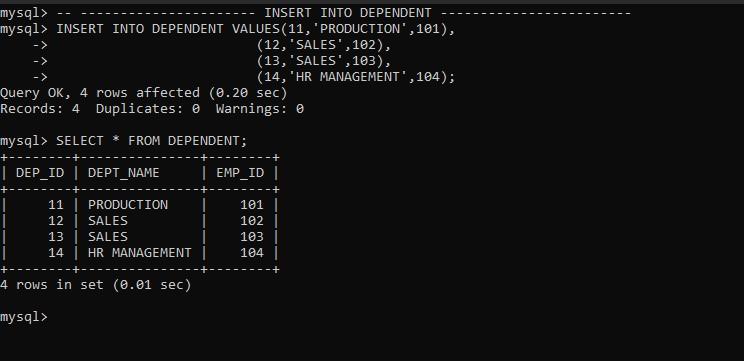 mysql> -- -- ---------------------- INSERT INTO DEPENDENT ------------------------
mysql> INSERT INTO DEPENDENT VALUES(11,'PRODUCTION',101),
    ->                           (12,'SALES',102),
    ->                           (13,'SALES',103),
    ->                           (14,'HR MANAGEMENT',104);
Query OK, 4 rows affected (0.20 sec)
Records: 4  Duplicates: 0  Warnings: 0

mysql> SELECT * FROM DEPENDENT;
+--------+---------------+--------+
| DEP_ID | DEPT_NAME     | EMP_ID |
+--------+---------------+--------+
|     11 | PRODUCTION    |    101 |
|     12 | SALES         |    102 |
|     13 | SALES         |    103 |
|     14 | HR MANAGEMENT |    104 |
+--------+---------------+--------+
4 rows in set (0.01 sec)

mysql>